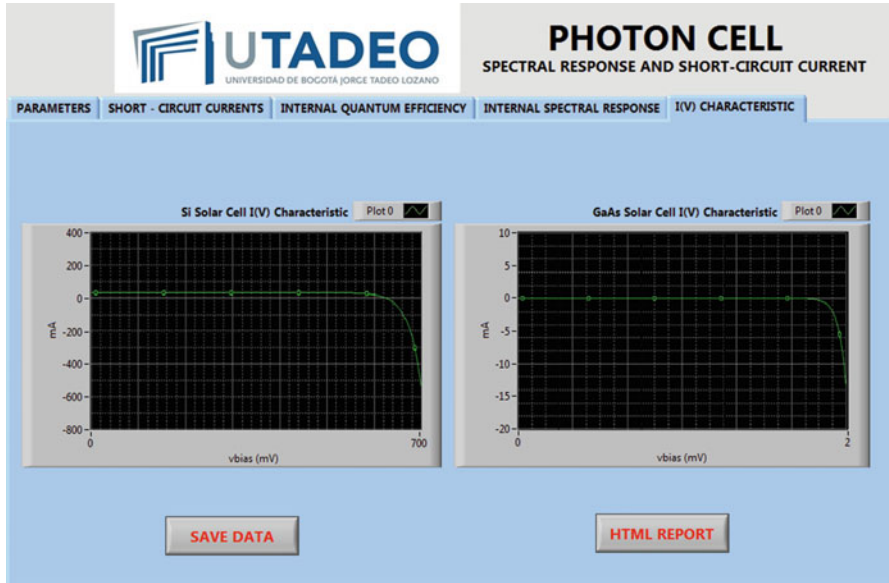 UTADEO
UNIVERSIDAD DE BOGOTÁ JORGE TADEO LOZANO
PHOTON CELL
SPECTRAL RESPONSE AND SHORT-CIRCUIT CURRENT
PARAMETERS SHORT - CIRCUIT CURRENTS INTERNAL QUANTUM EFFICIENCY INTERNAL SPECTRAL RESPONSE I(V) CHARACTERISTIC
Si Solar Cell I(V) Characteristic Plot 0
400
200
0
-200
-400
-600
-800
mA
0 700
vbias (mV)
GaAs Solar Cell I(V) Characteristic Plot 0
10
5
0
-5
-10
-15
-20
mA
0 2
vbias (mV)
SAVE DATA
HTML REPORT